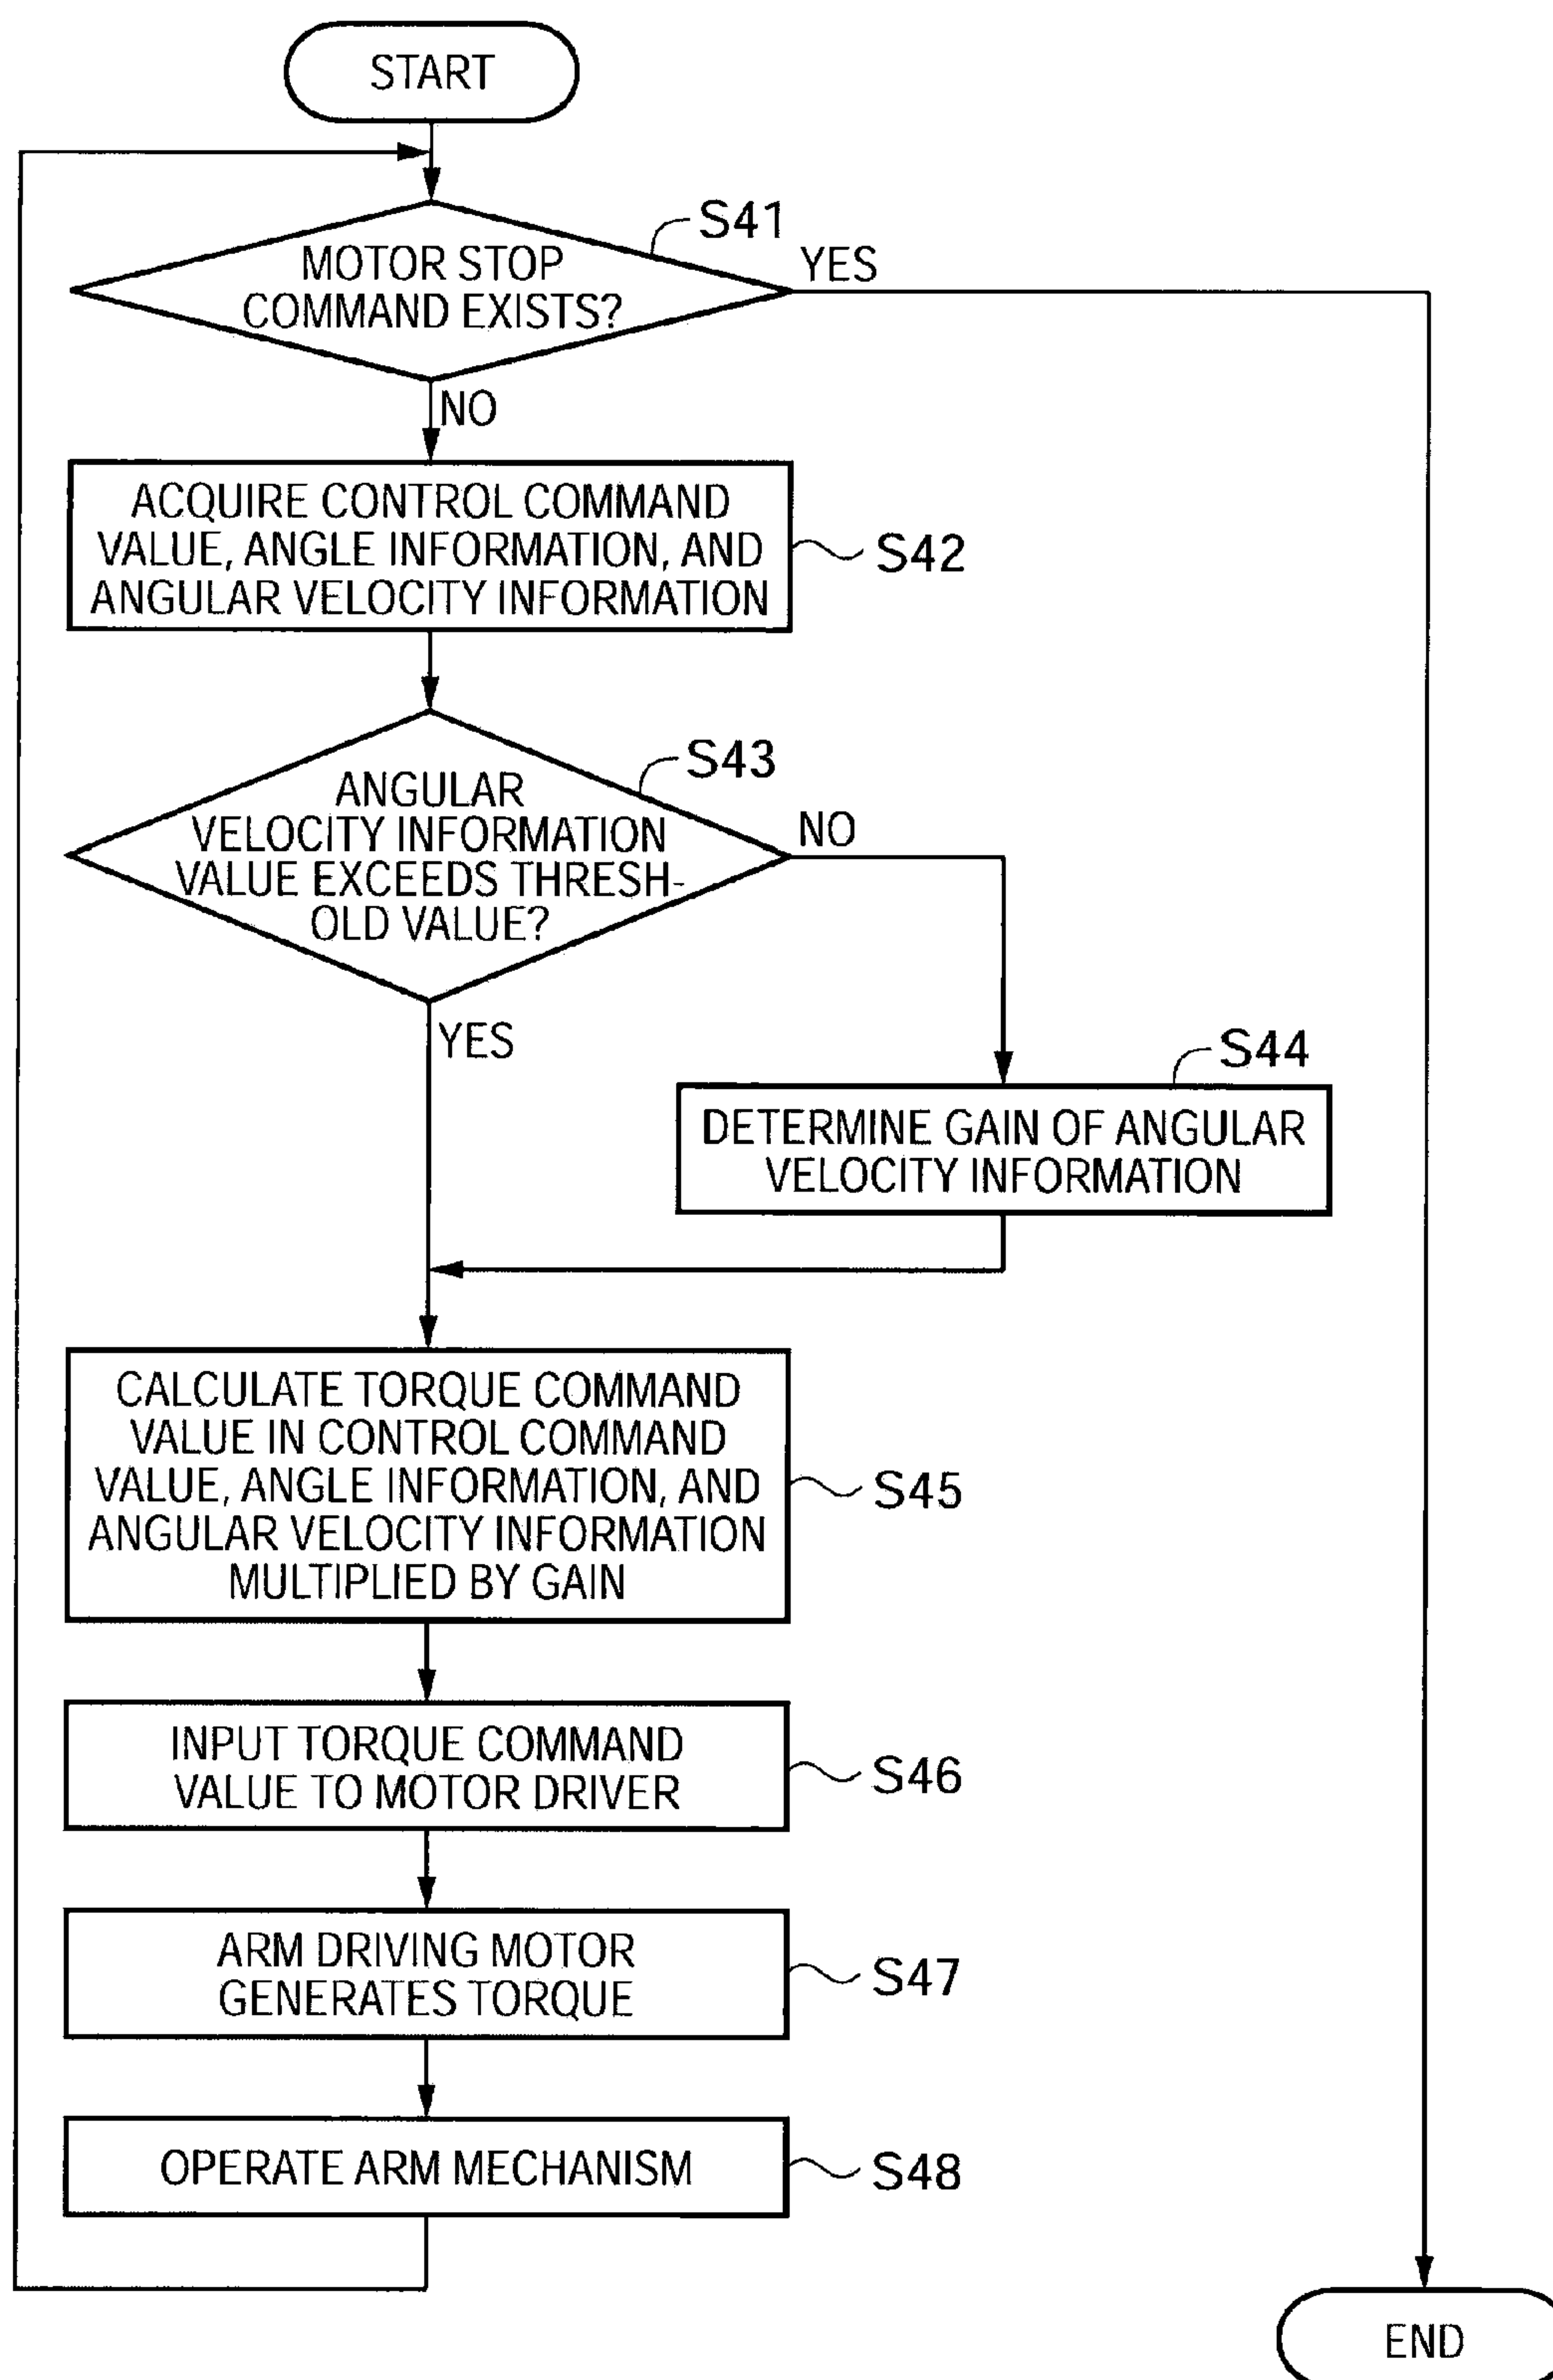 START
S41
MOTOR STOP
COMMAND EXISTS?
YES
NO
ACQUIRE CONTROL COMMAND
VALUE, ANGLE INFORMATION, AND
ANGULAR VELOCITY INFORMATION
S42
S43
ANGULAR
VELOCITY INFORMATION
VALUE EXCEEDS THRESH-
OLD VALUE?
NO
YES
S44
DETERMINE GAIN OF ANGULAR
VELOCITY INFORMATION
CALCULATE TORQUE COMMAND
VALUE IN CONTROL COMMAND
VALUE, ANGLE INFORMATION, AND
ANGULAR VELOCITY INFORMATION
MULTIPLIED BY GAIN
S45
INPUT TORQUE COMMAND
VALUE TO MOTOR DRIVER
S46
ARM DRIVING MOTOR
GENERATES TORQUE
S47
OPERATE ARM MECHANISM
S48
END